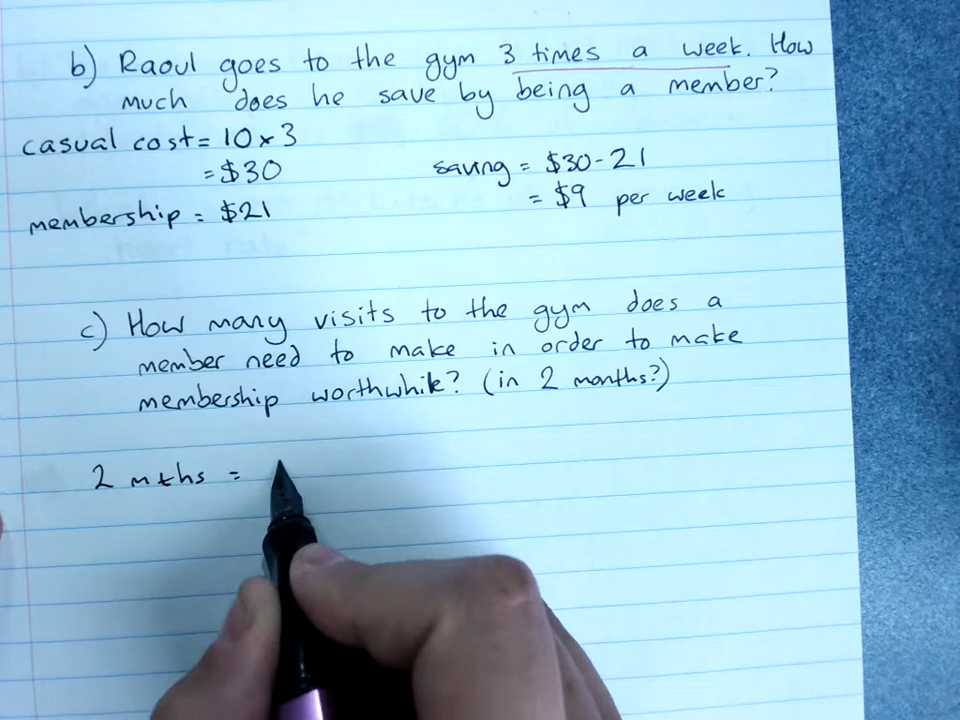 b) Raoul goes to the gym 3 times a week. How
much does he save by being a member?
casual cost = 10 x 3
= $30
membership = $21
saving = $30 - 21
= $9 per week
c) How many visits to the gym does a
member need to make in order to make
membership worthwhile? (in 2 months?)
2 mths =